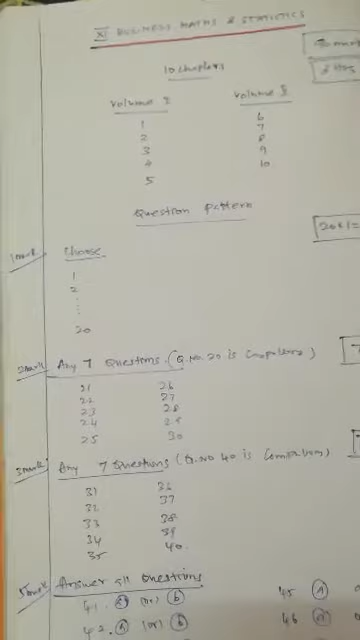 XI BUSINESS MATHS & STATISTICS
10 chapters
Volume I Volume II
1 6
2 7
3 8
4 9
5 10
Question pattern
1 mark Choose
1
2
:
:
20
20x1=
2 mark Any 7 Questions. (Q.No. 30 is Compulsory)
21 26
22 27
23 28
24 29
25 30
3 mark Any 7 Questions (Q.No 40 is Compulsory)
31 36
32 37
33 38
34 39
35 40
5 mark Answer all Questions
41. (a) (or) (b) 45 (A)
42. (a) (or) (b) 46 (A)